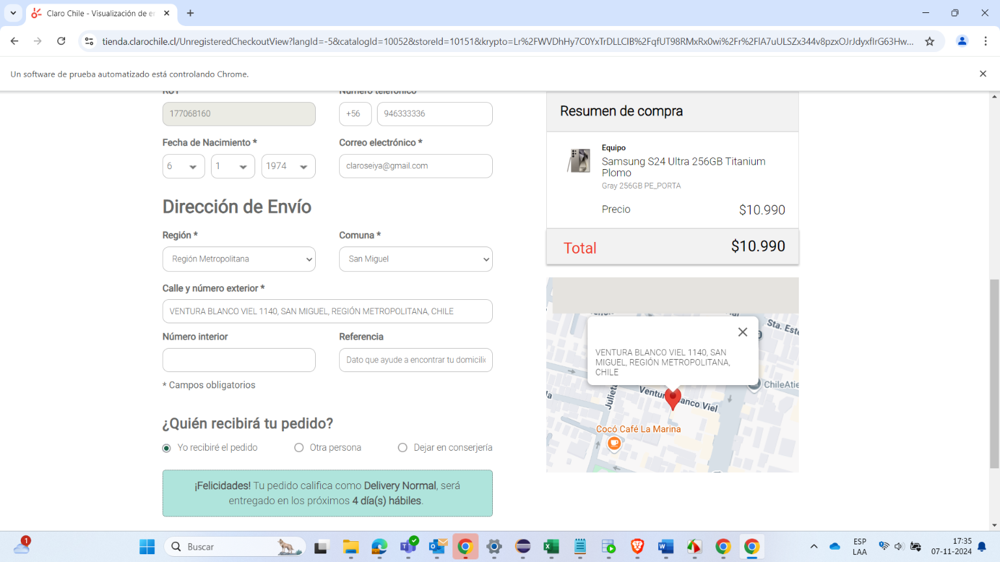 Claro Chile - Visualización de e
tienda.clarochile.cl/UnregisteredCheckoutView?langId=-5&catalogId=10052&storeId=10151&krypto=Lr%2FWVDhHy7C0YxTrDLLCIB%2FqfUT98RMxRx0wi%2Fr%2FlA7uULSZx344v8pzxOJrJdyxflrG63Hw...
Un software de prueba automatizado está controlando Chrome.
RUT
Número telefónico
177068160
+56
946333336
Fecha de Nacimiento *
Correo electrónico *
6
1
1974
claroseiya@gmail.com
Dirección de Envío
Región *
Comuna *
Región Metropolitana
San Miguel
Calle y número exterior *
VENTURA BLANCO VIEL 1140, SAN MIGUEL, REGIÓN METROPOLITANA, CHILE
Número interior
Referencia
Dato que ayude a encontrar tu domicili
* Campos obligatorios
¿Quién recibirá tu pedido?
Yo recibiré el pedido
Otra persona
Dejar en conserjería
¡Felicidades! Tu pedido califica como Delivery Normal, será
entregado en los próximos 4 día(s) hábiles.
Resumen de compra
Equipo
Samsung S24 Ultra 256GB Titanium
Plomo
Gray 256GB PE_PORTA
Precio
$10.990
Total
$10.990
Sta. Este
VENTURA BLANCO VIEL 1140, SAN
MIGUEL, REGIÓN METROPOLITANA,
CHILE
ChileAtie
Julieta
Ventura Blanco Viel
Cocó Café La Marina
1
Buscar
ESP
LAA
17:35
07-11-2024